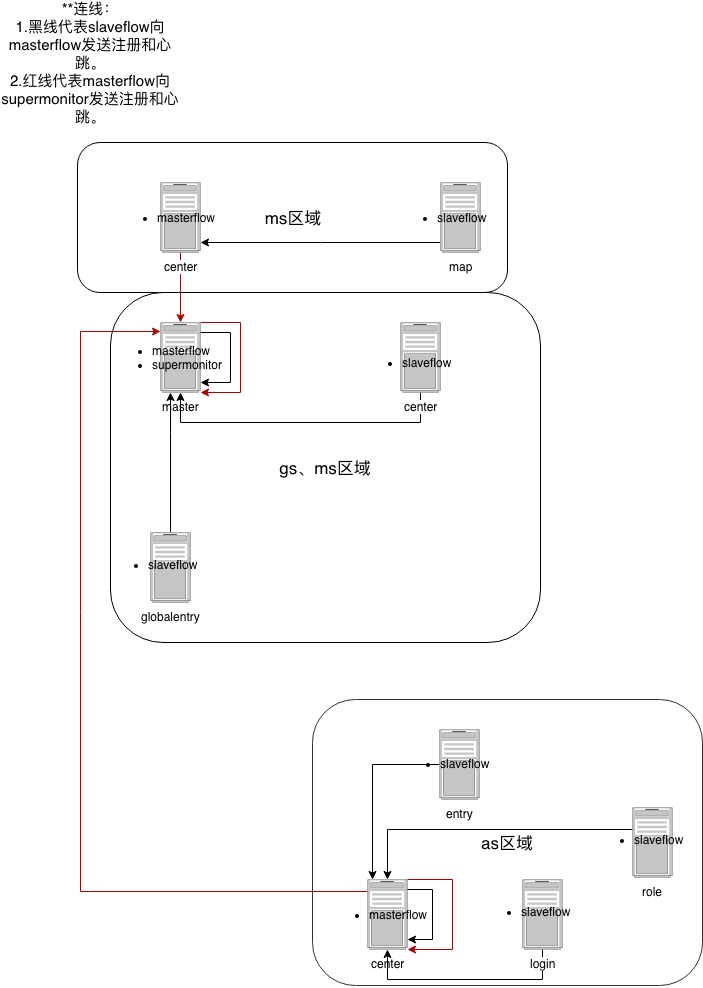 **连线：
1.黑线代表slaveflow向
masterflow发送注册和心
跳。
2.红线代表masterflow向
supermonitor发送注册和心
跳。
• masterflow
ms区域
• slaveflow
center
map
• masterflow
• supermonitor
• slaveflow
master
center
gs、ms区域
• slaveflow
globalentry
• slaveflow
entry
as区域
• slaveflow
role
• masterflow
• slaveflow
center
login